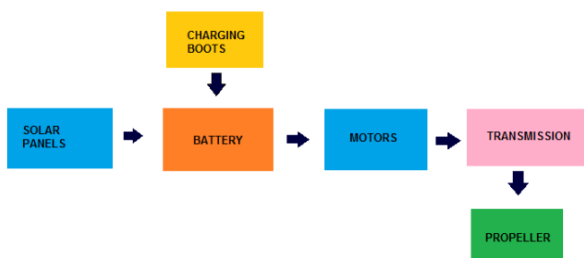 CHARGING
BOOTS
SOLAR
PANELS
BATTERY
MOTORS
TRANSMISSION
PROPELLER